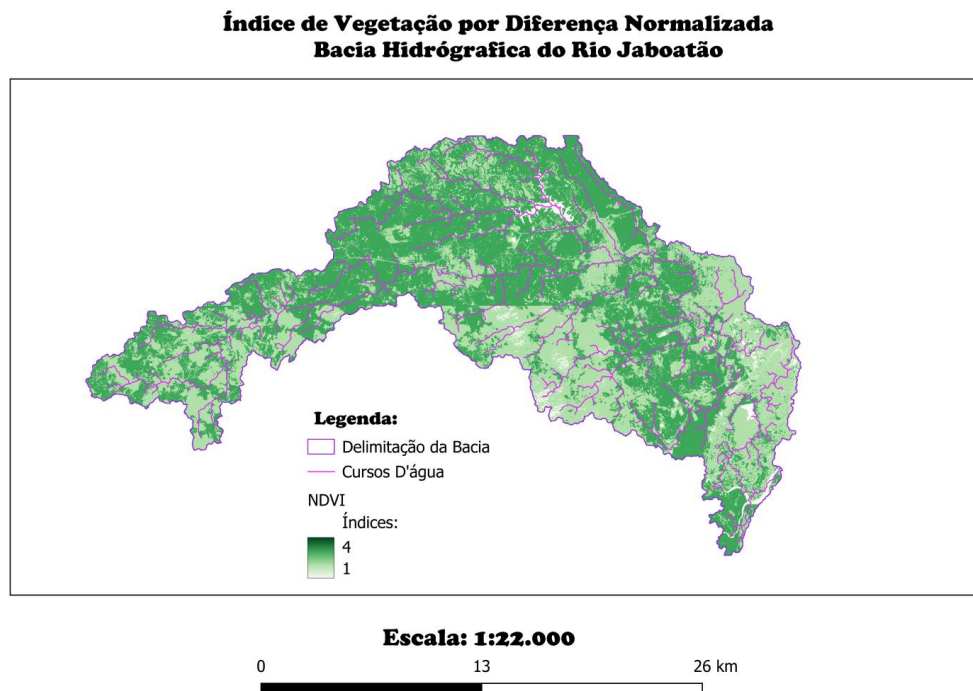 Índice de Vegetação por Diferença Normalizada
Bacia Hidrógrafica do Rio Jaboatão
Legenda:
Delimitação da Bacia
Cursos D'água
NDVI
Índices:
4
1
Escala: 1:22.000
0 13 26 km